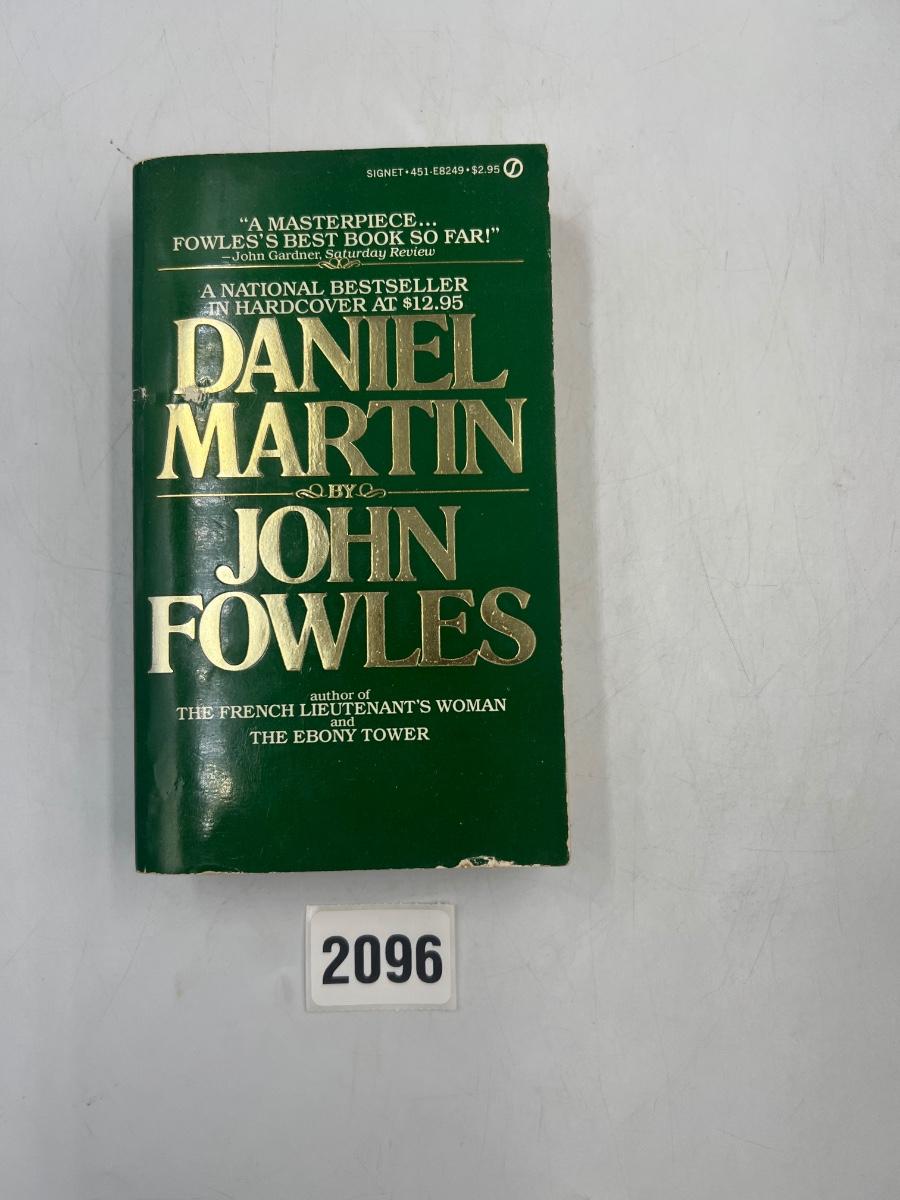 SIGNET • 451-E8249 • $2.95
“A MASTERPIECE...
FOWLES’S BEST BOOK SO FAR!”
—John Gardner, Saturday Review
A NATIONAL BESTSELLER
IN HARDCOVER AT $12.95
DANIEL
MARTIN
BY
JOHN
FOWLES
author of
THE FRENCH LIEUTENANT’S WOMAN
and
THE EBONY TOWER
2096